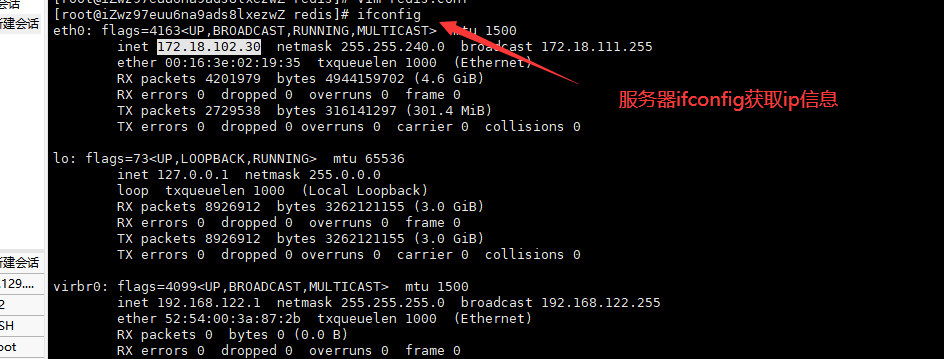 [root@iZwz97euu6na9ads8lxezwZ redis]# vim redis.conf
[root@iZwz97euu6na9ads8lxezwZ redis]# ifconfig
eth0: flags=4163<UP,BROADCAST,RUNNING,MULTICAST>  mtu 1500
inet 172.18.102.30  netmask 255.255.240.0  broadcast 172.18.111.255
ether 00:16:3e:02:19:35  txqueuelen 1000  (Ethernet)
RX packets 4201979  bytes 4944159702 (4.6 GiB)
RX errors 0  dropped 0  overruns 0  frame 0
TX packets 2729538  bytes 316141297 (301.4 MiB)
TX errors 0  dropped 0 overruns 0  carrier 0  collisions 0
服务器ifconfig获取ip信息
lo: flags=73<UP,LOOPBACK,RUNNING>  mtu 65536
inet 127.0.0.1  netmask 255.0.0.0
loop  txqueuelen 1000  (Local Loopback)
RX packets 8926912  bytes 3262121155 (3.0 GiB)
RX errors 0  dropped 0  overruns 0  frame 0
TX packets 8926912  bytes 3262121155 (3.0 GiB)
TX errors 0  dropped 0 overruns 0  carrier 0  collisions 0
virbr0: flags=4099<UP,BROADCAST,MULTICAST>  mtu 1500
inet 192.168.122.1  netmask 255.255.255.0  broadcast 192.168.122.255
ether 52:54:00:3a:87:2b  txqueuelen 1000  (Ethernet)
RX packets 0  bytes 0 (0.0 B)
RX errors 0  dropped 0  overruns 0  frame 0
会话
新建会话
新建会话
.129....
2
SH
oot